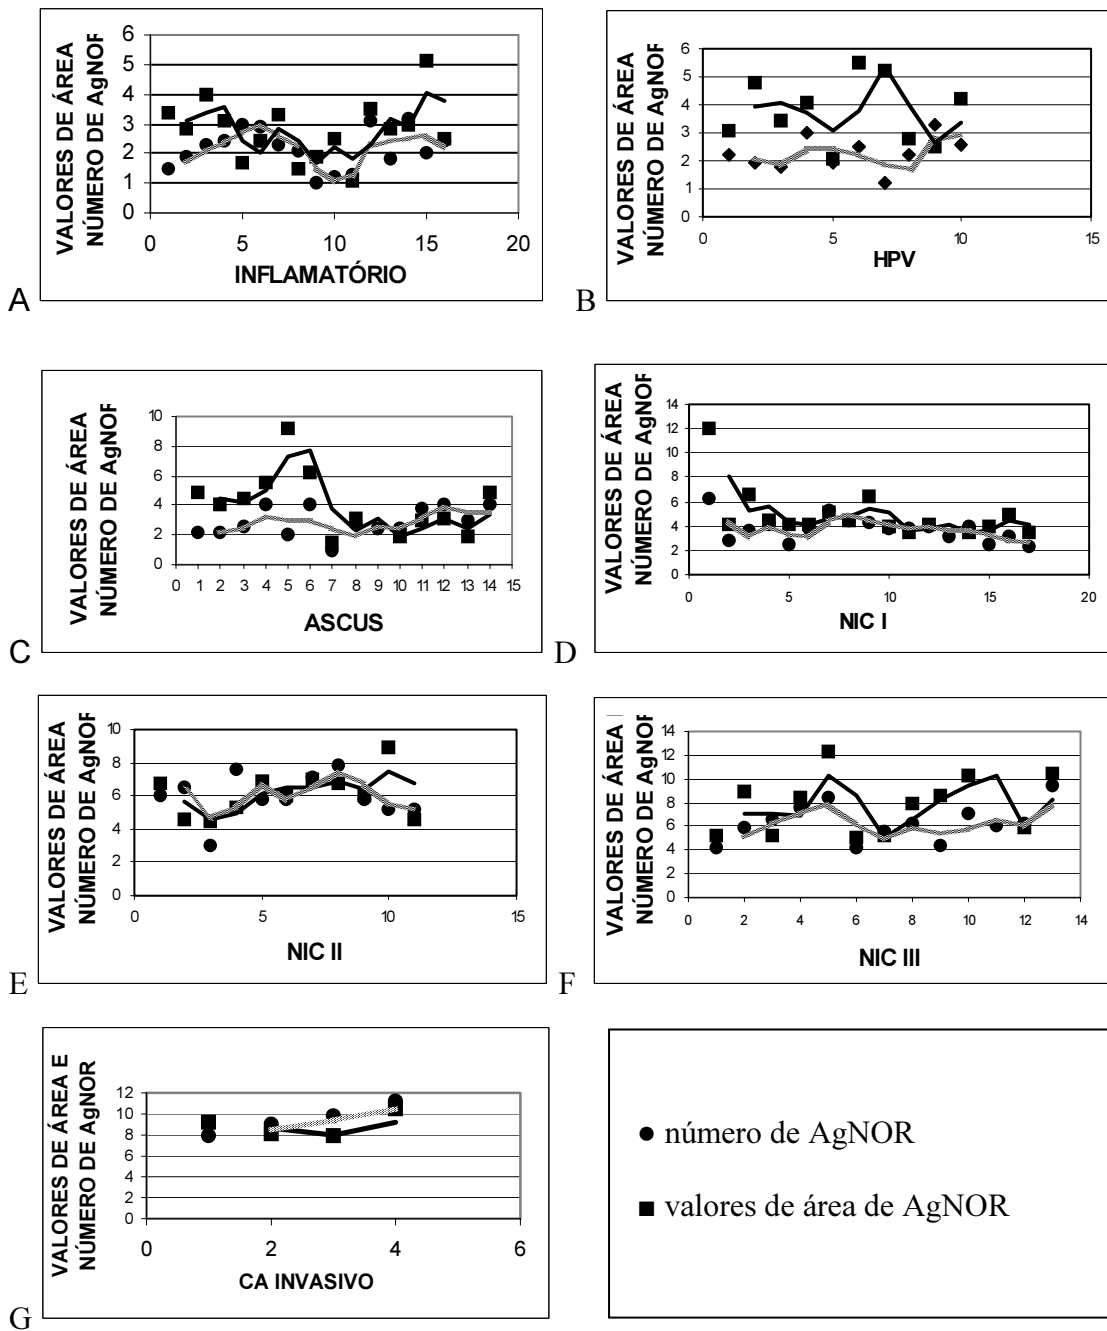 VALORES DE ÁREA
NÚMERO DE AgNOR
6
5
4
3
2
1
0
0 5 10 15 20
INFLAMATÓRIO
A
VALORES DE ÁREA
NÚMERO DE AgNOR
6
5
4
3
2
1
0
0 5 10 15
HPV
B
VALORES DE ÁREA
NÚMERO DE AgNOR
10
8
6
4
2
0
0 1 2 3 4 5 6 7 8 9 10 11 12 13 14 15
ASCUS
C
VALORES DE ÁREA
NÚMERO DE AgNOR
14
12
10
8
6
4
2
0
0 5 10 15 20
NIC I
D
VALORES DE ÁREA
NÚMERO DE AgNOR
10
8
6
4
2
0
0 5 10 15
NIC II
E
VALORES DE ÁREA
NÚMERO DE AgNOR
14
12
10
8
6
4
2
0
0 2 4 6 8 10 12 14
NIC III
F
VALORES DE ÁREA E
NÚMERO DE AgNOR
12
10
8
6
4
2
0
0 2 4 6
CA INVASIVO
G
número de AgNOR
valores de área de AgNOR